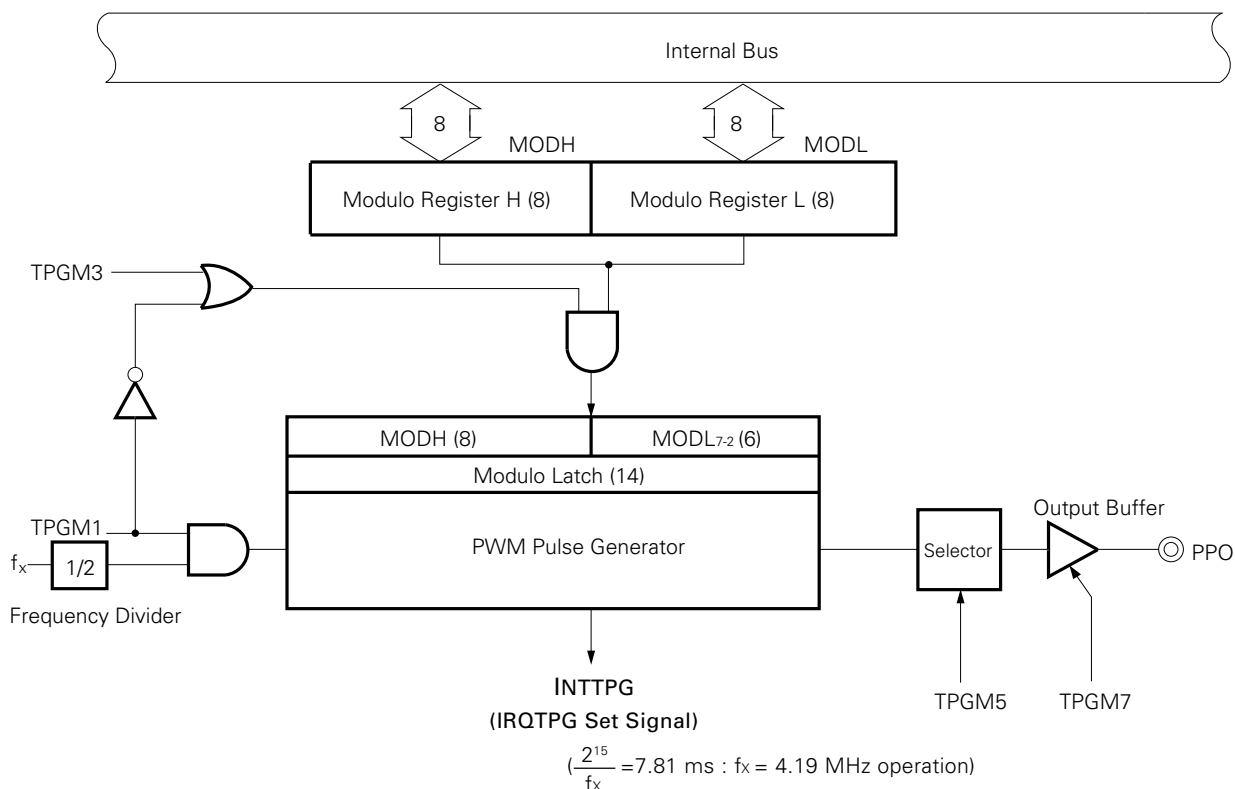 Internal Bus
8
8
MODH
MODL
Modulo Register H (8)
Modulo Register L (8)
TPGM3
MODH (8)
MODL7-2 (6)
Modulo Latch (14)
TPGM1
fx
1/2
Frequency Divider
PWM Pulse Generator
Selector
Output Buffer
PPO
INTTPG
(IRQTPG Set Signal)
TPGM5
TPGM7
(2¹⁵/fx =7.81 ms : fx = 4.19 MHz operation)